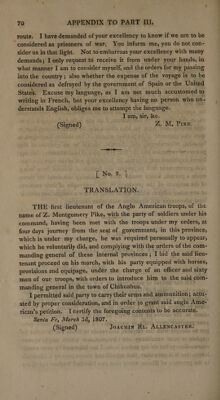 70 APPENDIX TO PART III.
route. I have demanded of your excellency to know if we are to be
considered as prisoners of war. You inform me, you do not con-
sider us in that light. Not to embarrass your excellency with many
demands; I only request to receive it from under your hands, in
what manner I am to consider myself, and the orders for my passing
into the country; also whether the expense of the voyage is to be
considered as defrayed by the government of Spain or the United
States. Excuse my language, as I am not much accustomed to
writing in French, but your excellency having no person who un-
derstands English, obliges me to attempt the language.
I am, sir, &c.
(Signed) Z. M. PIKE.
[ No. 8. ]
TRANSLATION.
THE first lieutenant of the Anglo American troops, of the
name of Z. Montgomery Pike, with the party of soldiers under his
command, having been met with the troops under my orders, at
four days journey from the seat of government, in this province,
which is under my charge, he was required personally to appear,
which he voluntarily did, and complying with the orders of the com-
manding general of these internal provinces; I bid the said lieu-
tenant proceed on his march, with his party equipped with horses,
provisions and equipage, under the charge of an officer and sixty
men of our troops, with orders to introduce him to the said com-
manding general in the town of Chihuahua.
I permitted said party to carry their arms and ammunition; actu-
ated by proper consideration, and in order to grant said anglo Ame-
rican's petition. I certify the foregoing contents to be accurate.
Santa Fe, March 3d, 1807.
(Signed) JOACHIN RL. ALLENCASTER.